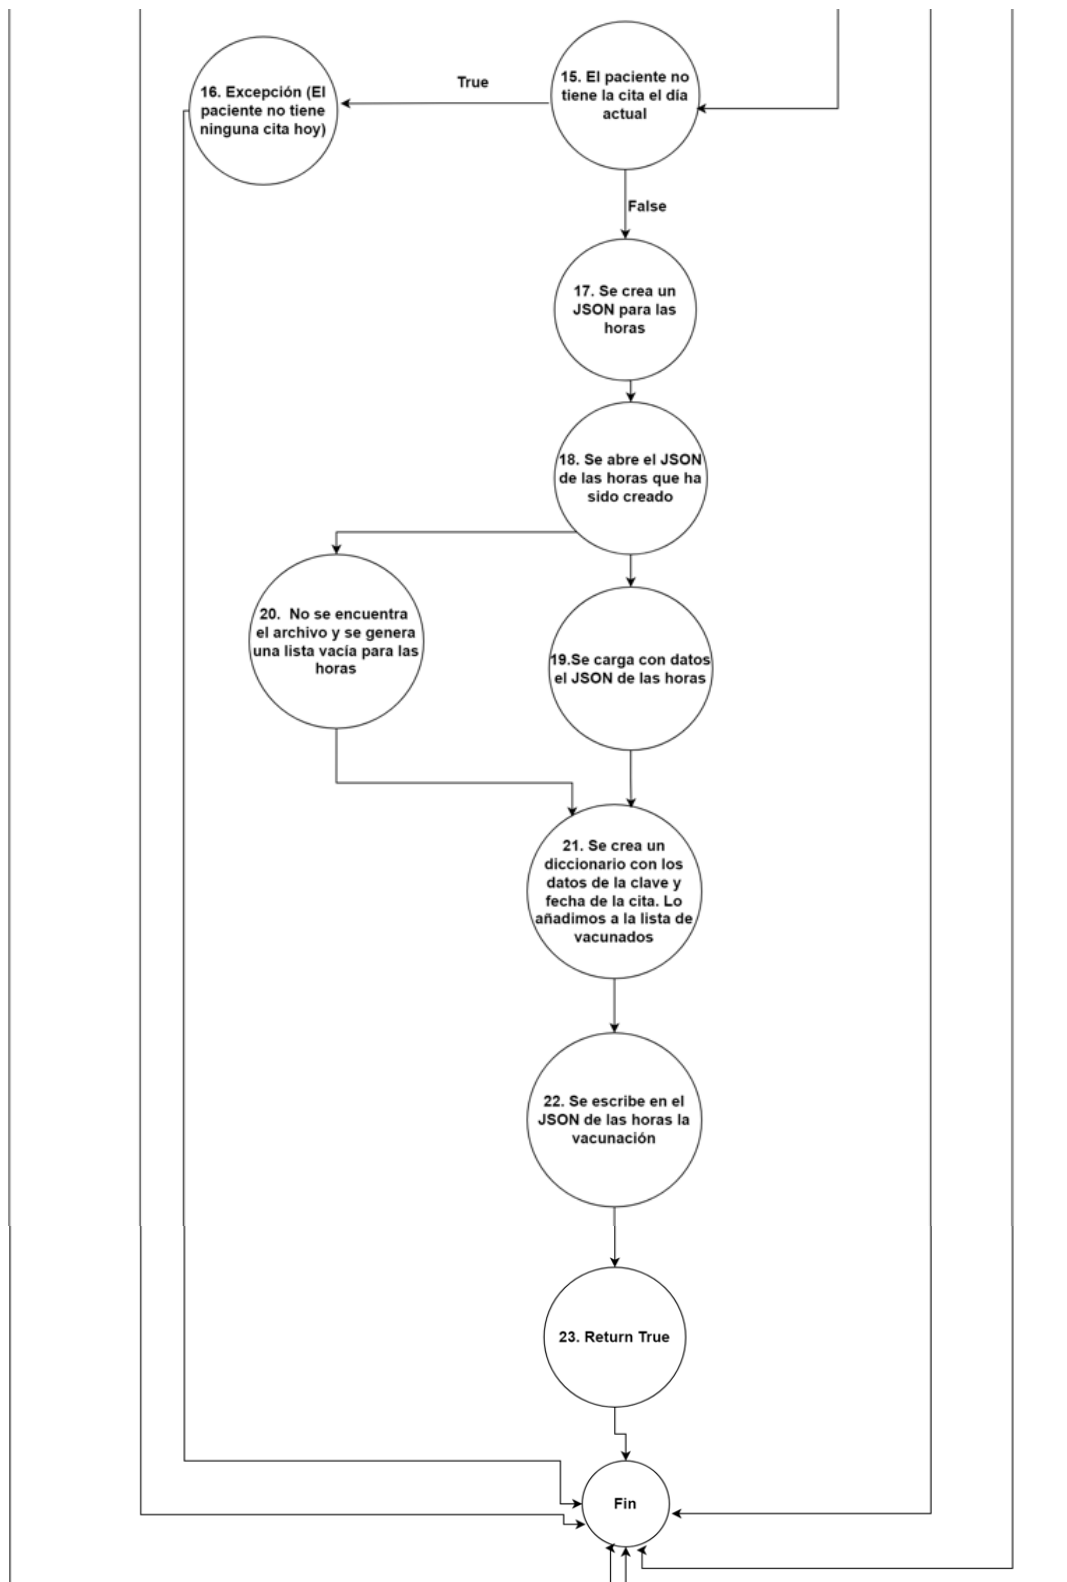 True
15. El paciente no
tiene la cita el día
actual
16. Excepción (El
paciente no tiene
ninguna cita hoy)
False
17. Se crea un
JSON para las
horas
18. Se abre el JSON
de las horas que ha
sido creado
20. No se encuentra
el archivo y se genera
una lista vacía para las
horas
19.Se carga con datos
el JSON de las horas
21. Se crea un
diccionario con los
datos de la clave y
fecha de la cita. Lo
añadimos a la lista de
vacunados
22. Se escribe en el
JSON de las horas la
vacunación
23. Return True
Fin